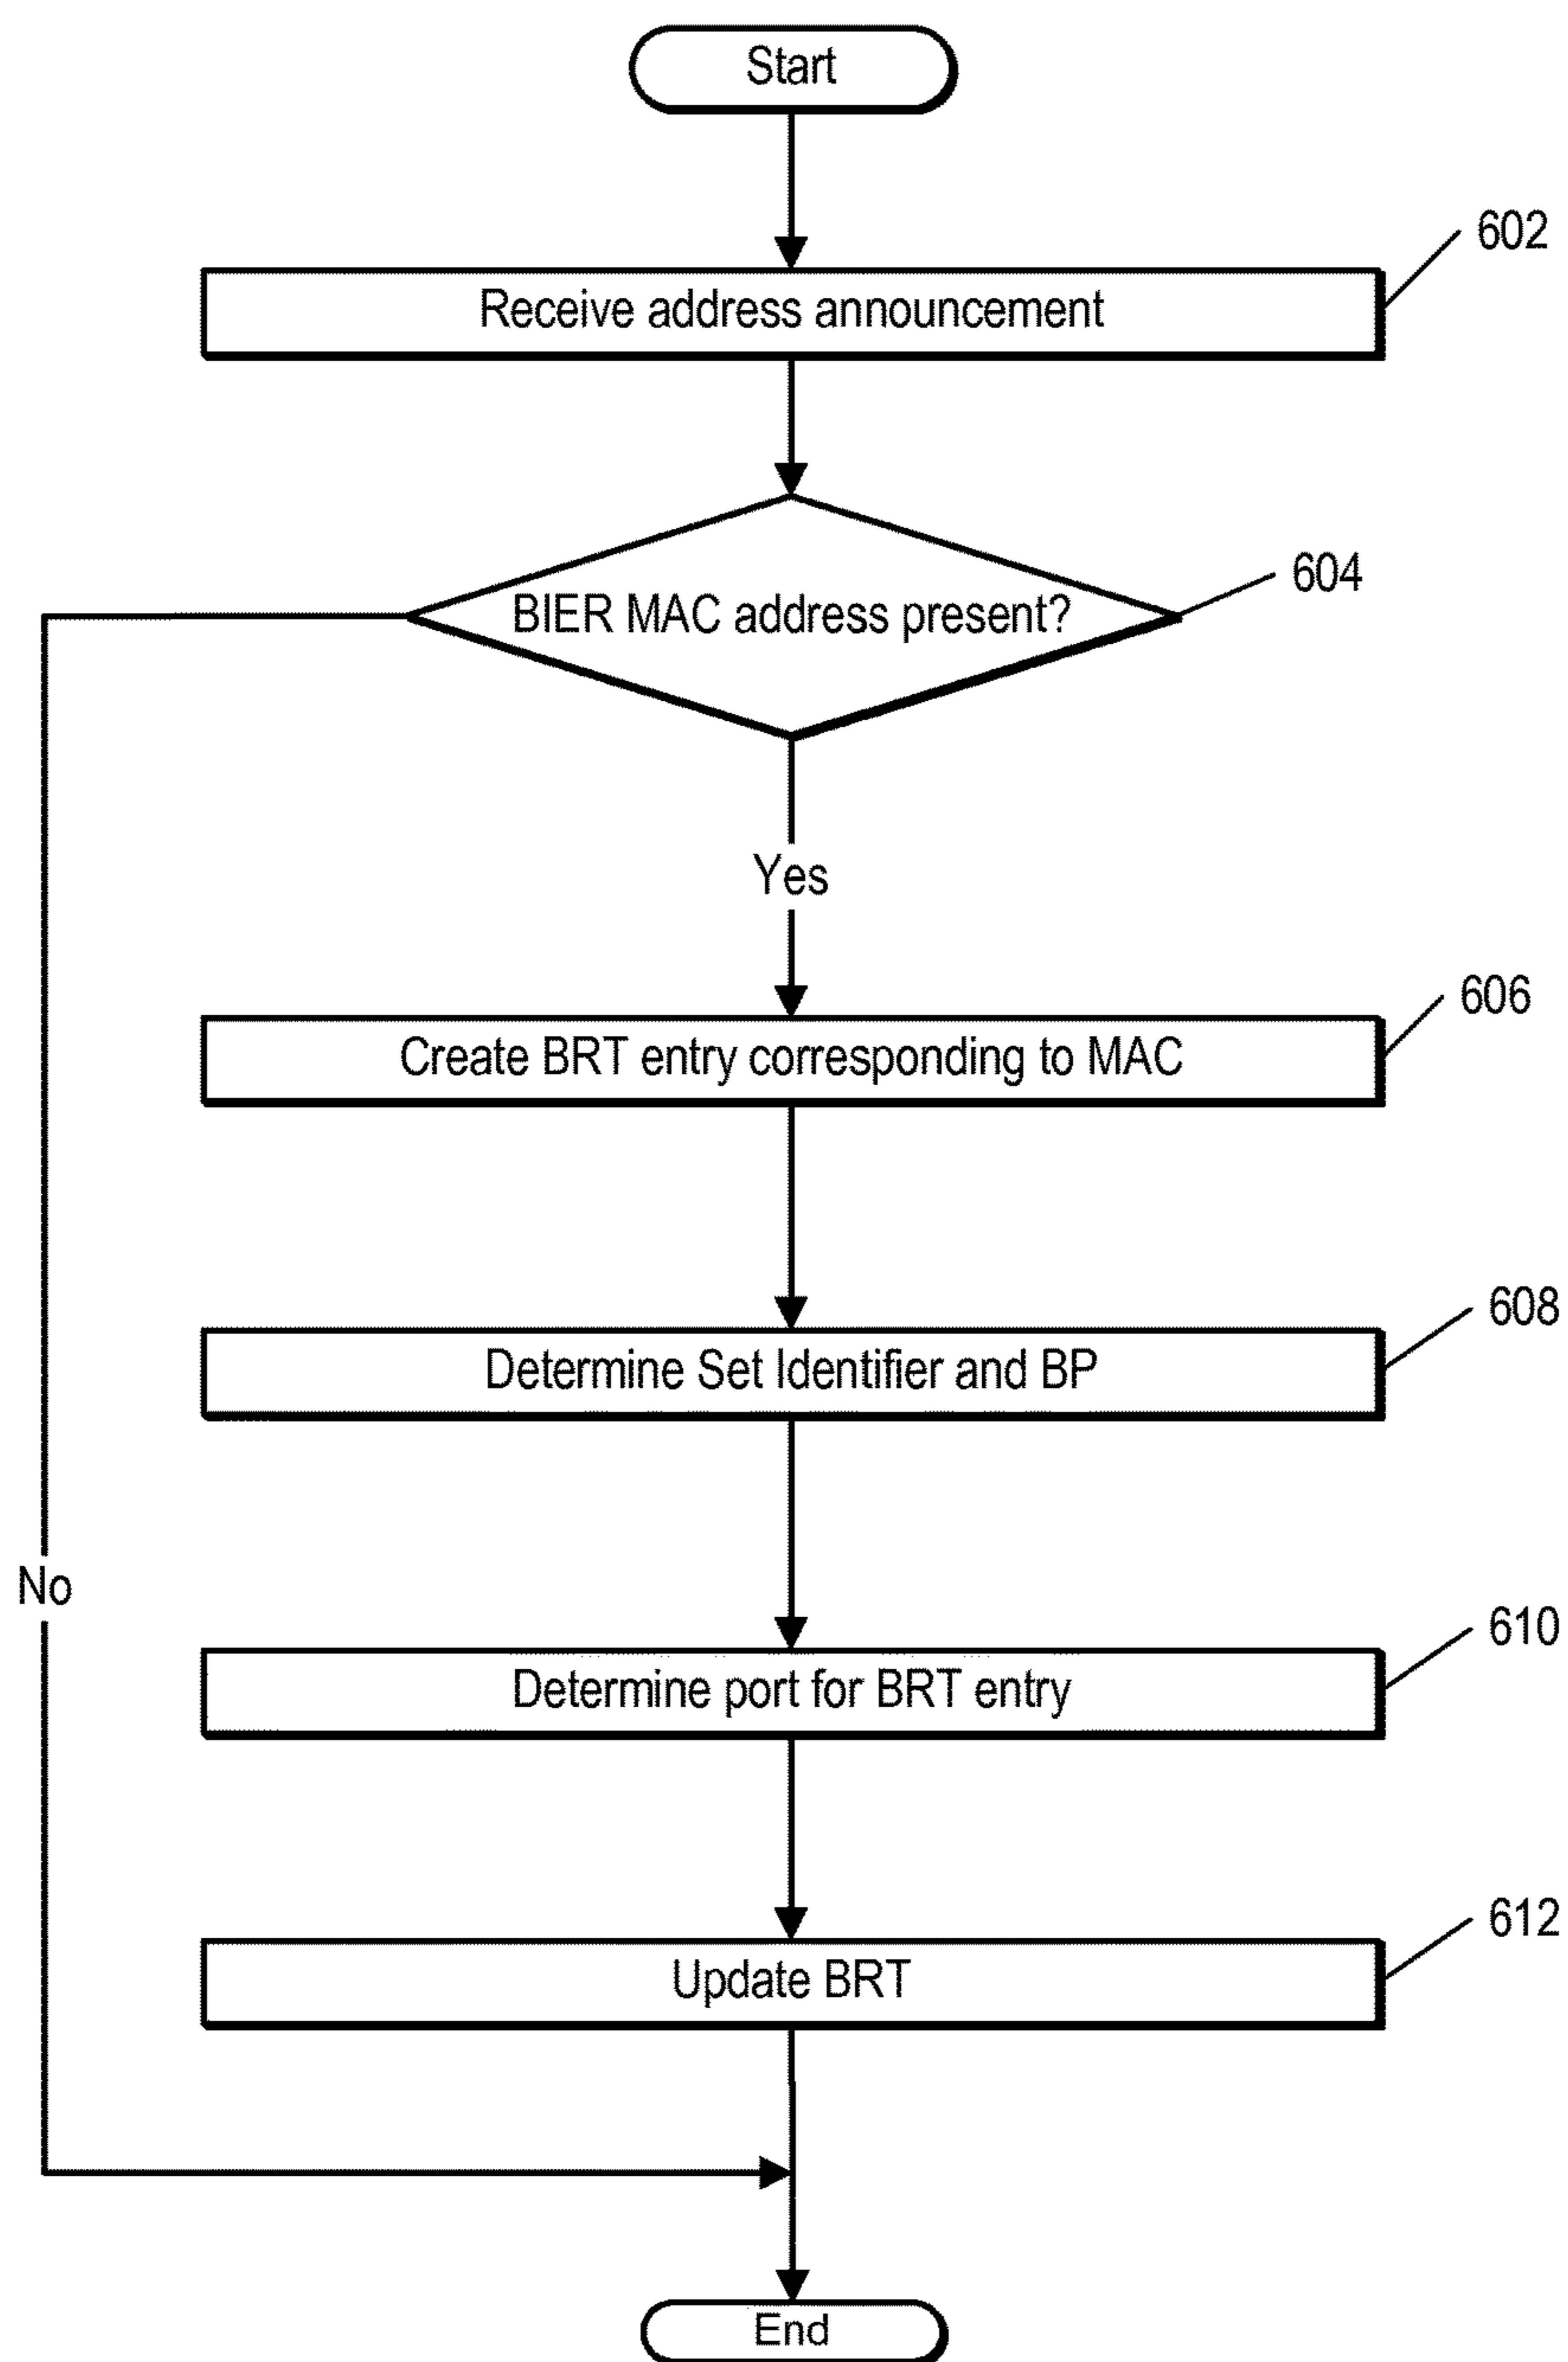 Start
602
Receive address announcement
604
BIER MAC address present?
Yes
606
Create BRT entry corresponding to MAC
608
Determine Set Identifier and BP
No
610
Determine port for BRT entry
612
Update BRT
End